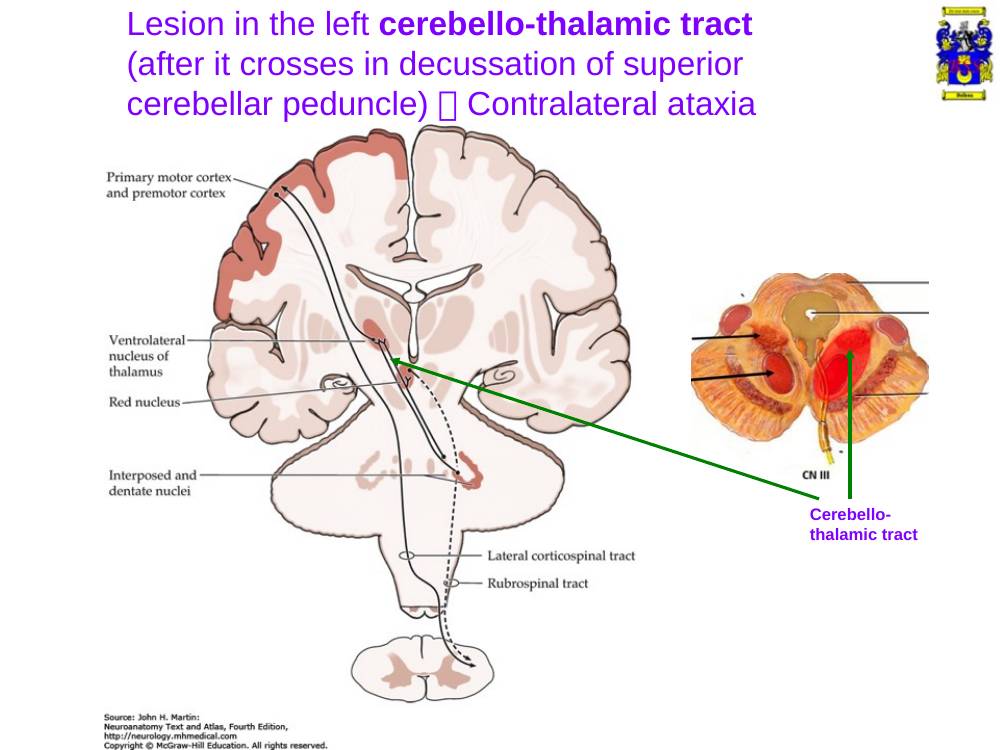 Lesion in the left cerebello-thalamic tract
(after it crosses in decussation of superior
cerebellar peduncle)  Contralateral ataxia
Primary motor cortex
and premotor cortex
Ventrolateral
nucleus of
thalamus
Red nucleus
Interposed and
dentate nuclei
CN III
Cerebello-
thalamic tract
Lateral corticospinal tract
Rubrospinal tract
Source: John H. Martin:
Neuroanatomy Text and Atlas, Fourth Edition,
http://neurology.mhmedical.com
Copyright © McGraw-Hill Education. All rights reserved.